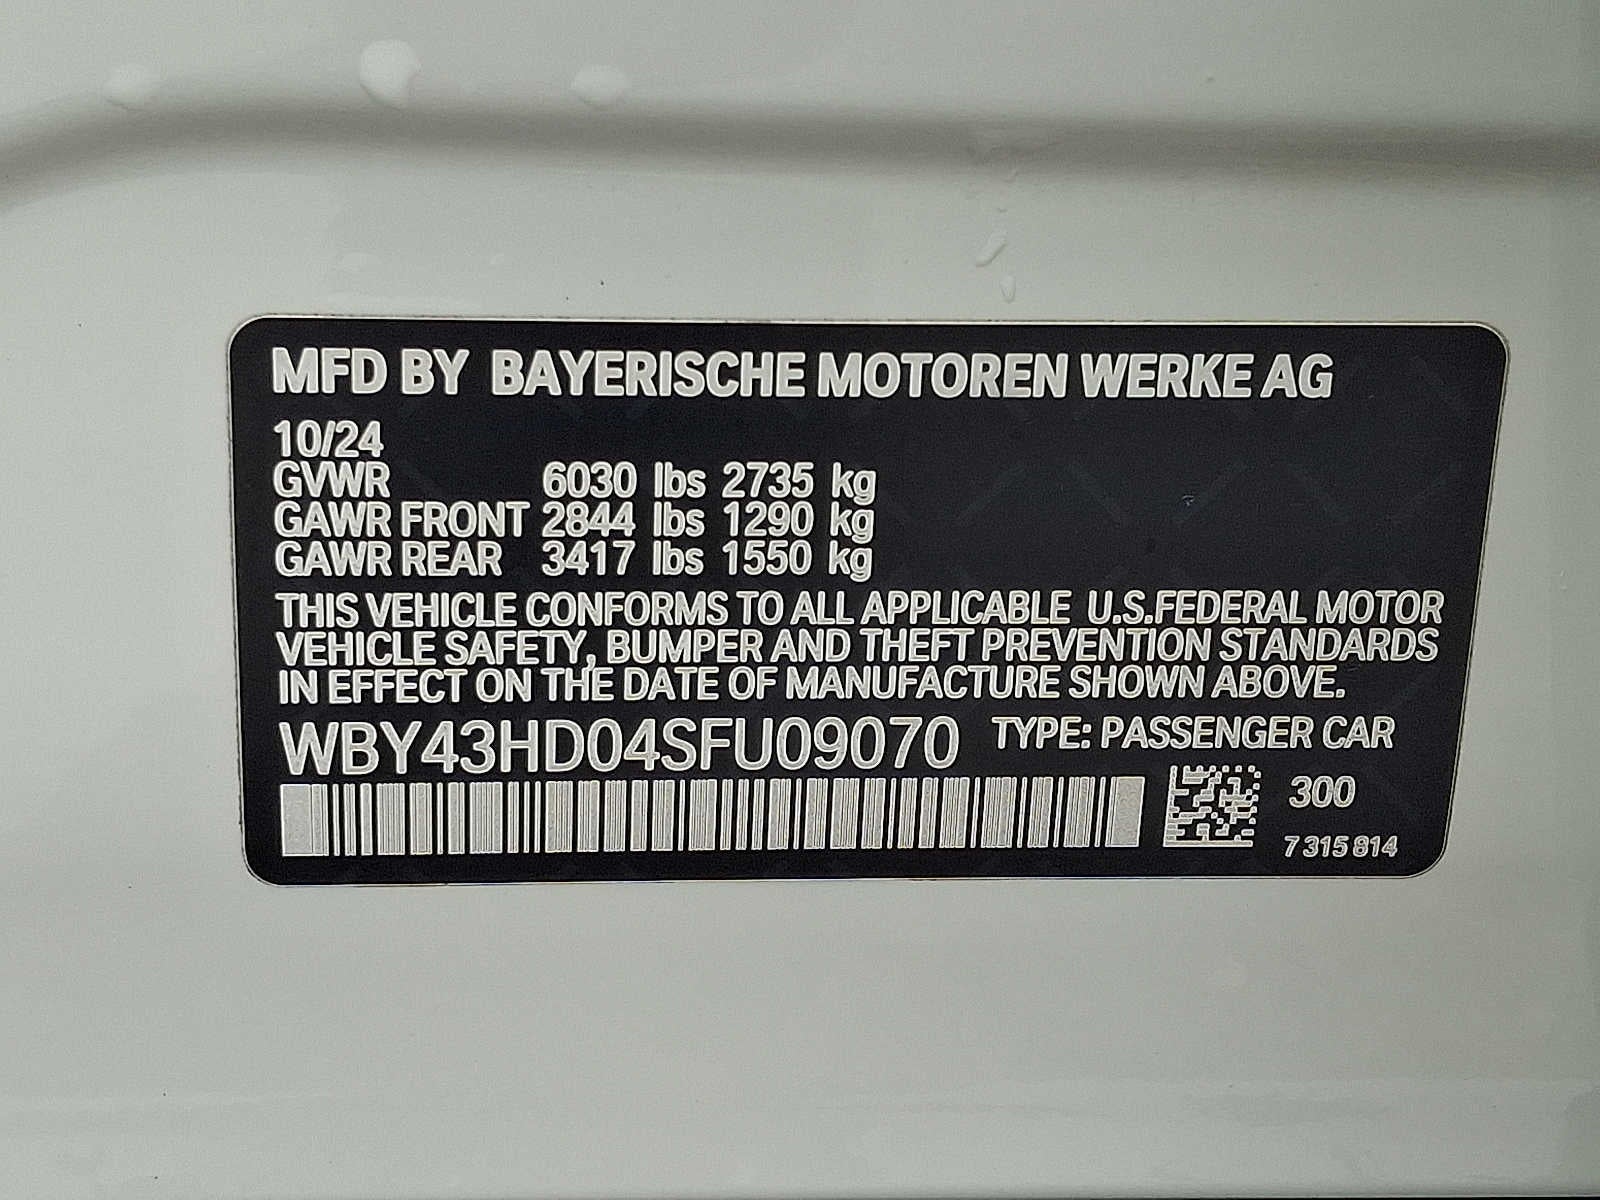 MFD BY BAYERISCHE MOTOREN WERKE AG
10/24
GVWR 6030 lbs 2735 kg
GAWR FRONT 2844 lbs 1290 kg
GAWR REAR 3417 lbs 1550 kg
THIS VEHICLE CONFORMS TO ALL APPLICABLE U.S.FEDERAL MOTOR
VEHICLE SAFETY, BUMPER AND THEFT PREVENTION STANDARDS
IN EFFECT ON THE DATE OF MANUFACTURE SHOWN ABOVE.
WBY43HD04SFU09070 TYPE: PASSENGER CAR
300
7 315 814